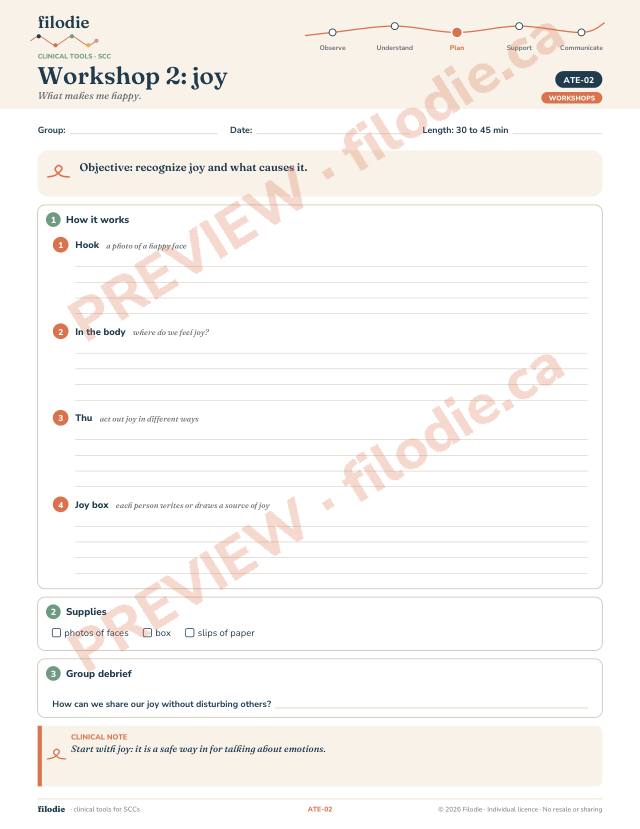 filodie
CLINICAL TOOLS · SCC
Observe Understand Plan Support Communicate
Workshop 2: joy
What makes me happy.
ATE-02
WORKSHOPS
Group: Date: Length: 30 to 45 min
Objective: recognize joy and what causes it.
1 How it works
1 Hook a photo of a happy face
2 In the body where do we feel joy?
3 Thu act out joy in different ways
4 Joy box each person writes or draws a source of joy
2 Supplies
photos of faces box slips of paper
3 Group debrief
How can we share our joy without disturbing others?
CLINICAL NOTE
Start with joy: it is a safe way in for talking about emotions.
filodie · clinical tools for SCCs ATE-02 © 2026 Filodie · Individual licence · No resale or sharing
PREVIEW · filodie.ca
PREVIEW · filodie.ca